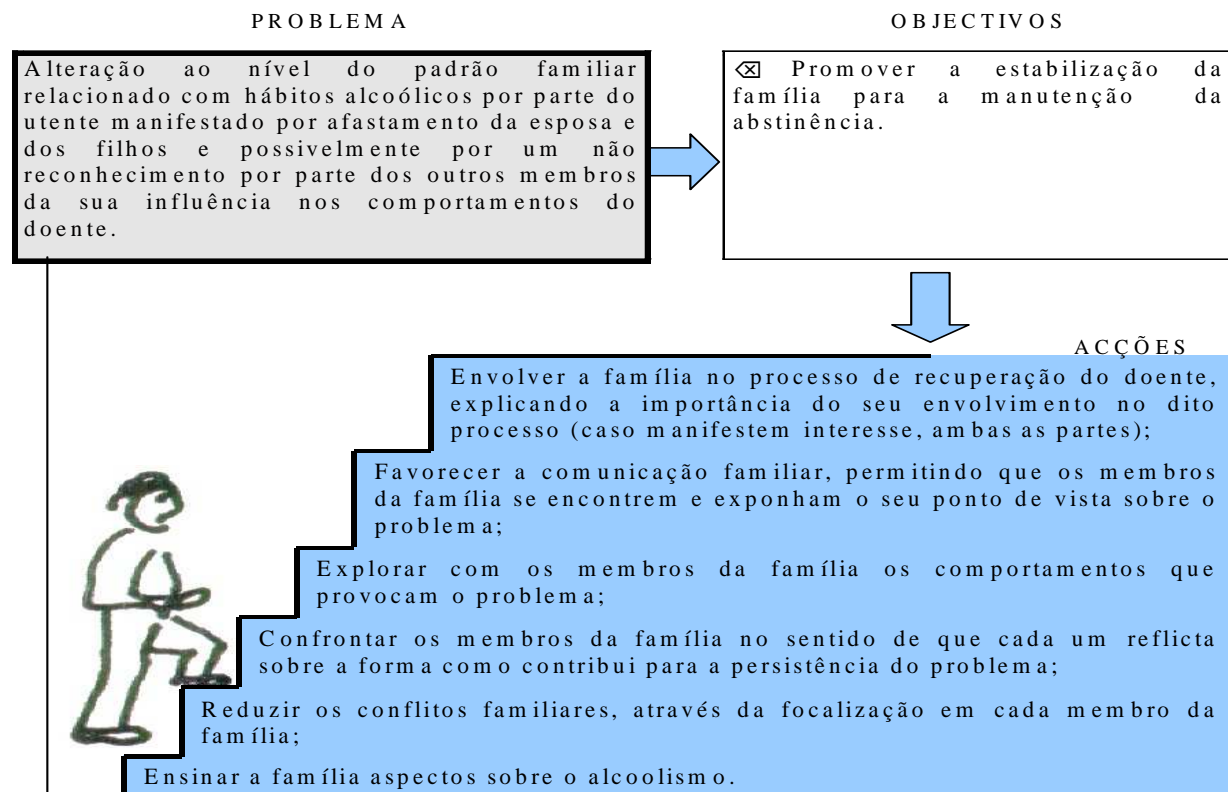 PROBLEMA
Alteração ao nível do padrão familiar
relacionado com hábitos alcoólicos por parte do
utente manifestado por afastamento da esposa e
dos filhos e possivelmente por um não
reconhecimento por parte dos outros membros
da sua influência nos comportamentos do
doente.
OBJECTIVOS
⌫ Promover a estabilização da
família para a manutenção da
abstinência.
ACÇÕES
Envolver a família no processo de recuperação do doente,
explicando a importância do seu envolvimento no dito
processo (caso manifestem interesse, ambas as partes);
Favorecer a comunicação familiar, permitindo que os membros
da família se encontrem e exponham o seu ponto de vista sobre o
problema;
Explorar com os membros da família os comportamentos que
provocam o problema;
Confrontar os membros da família no sentido de que cada um reflicta
sobre a forma como contribui para a persistência do problema;
Reduzir os conflitos familiares, através da focalização em cada membro da
família;
Ensinar a família aspectos sobre o alcoolismo.